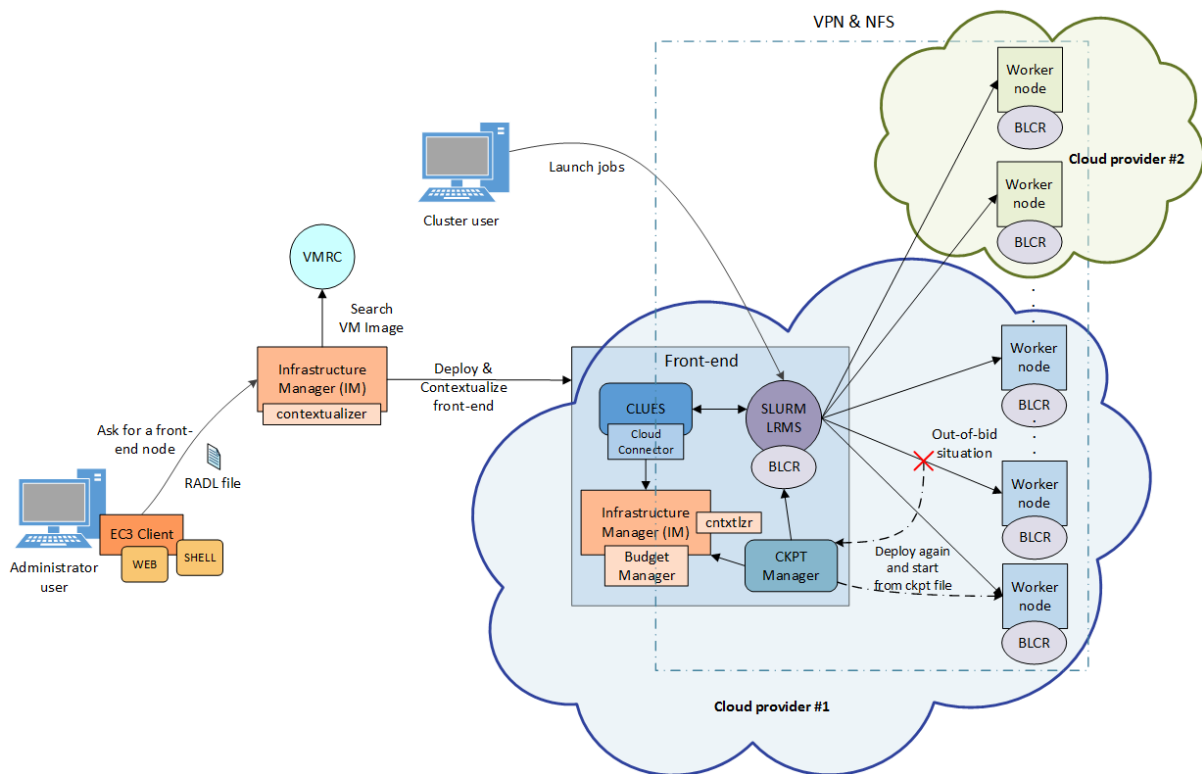 VPN & NFS
Worker
node
BLCR
Cloud provider #2
Worker
node
BLCR
Launch jobs
Cluster user
VMRC
Search
VM Image
Infrastructure
Manager (IM)
contextualizer
Deploy &
Contextualize
front-end
Ask for a front-
end node
RADL file
EC3 Client
WEB
SHELL
Administrator
user
Front-end
CLUES
Cloud
Connector
SLURM
LRMS
BLCR
Infrastructure
Manager (IM)
cntxtlzr
Budget
Manager
CKPT
Manager
Worker
node
BLCR
Out-of-bid
situation
Worker
node
BLCR
Deploy again
and start
from ckpt file
Worker
node
BLCR
Cloud provider #1